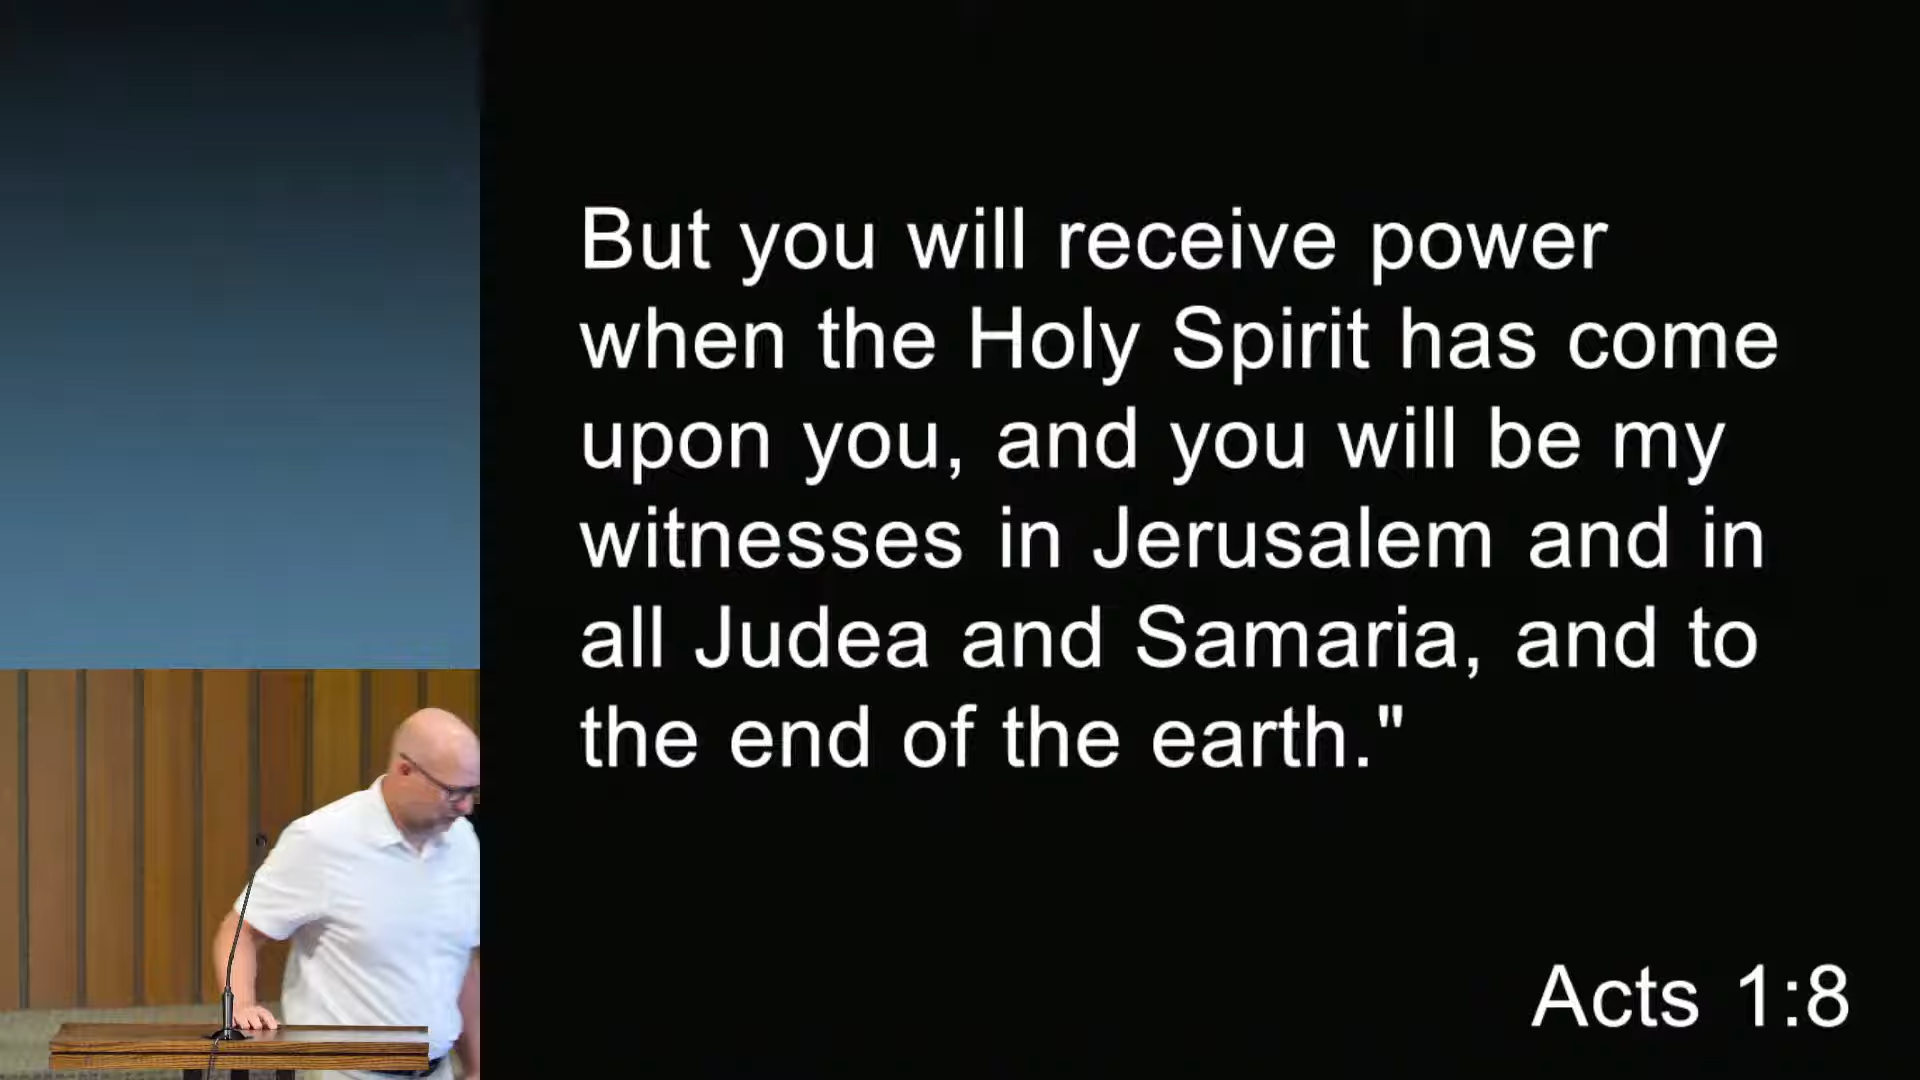 But you will receive power
when the Holy Spirit has come
upon you, and you will be my
witnesses in Jerusalem and in
all Judea and Samaria, and to
the end of the earth."
Acts 1:8